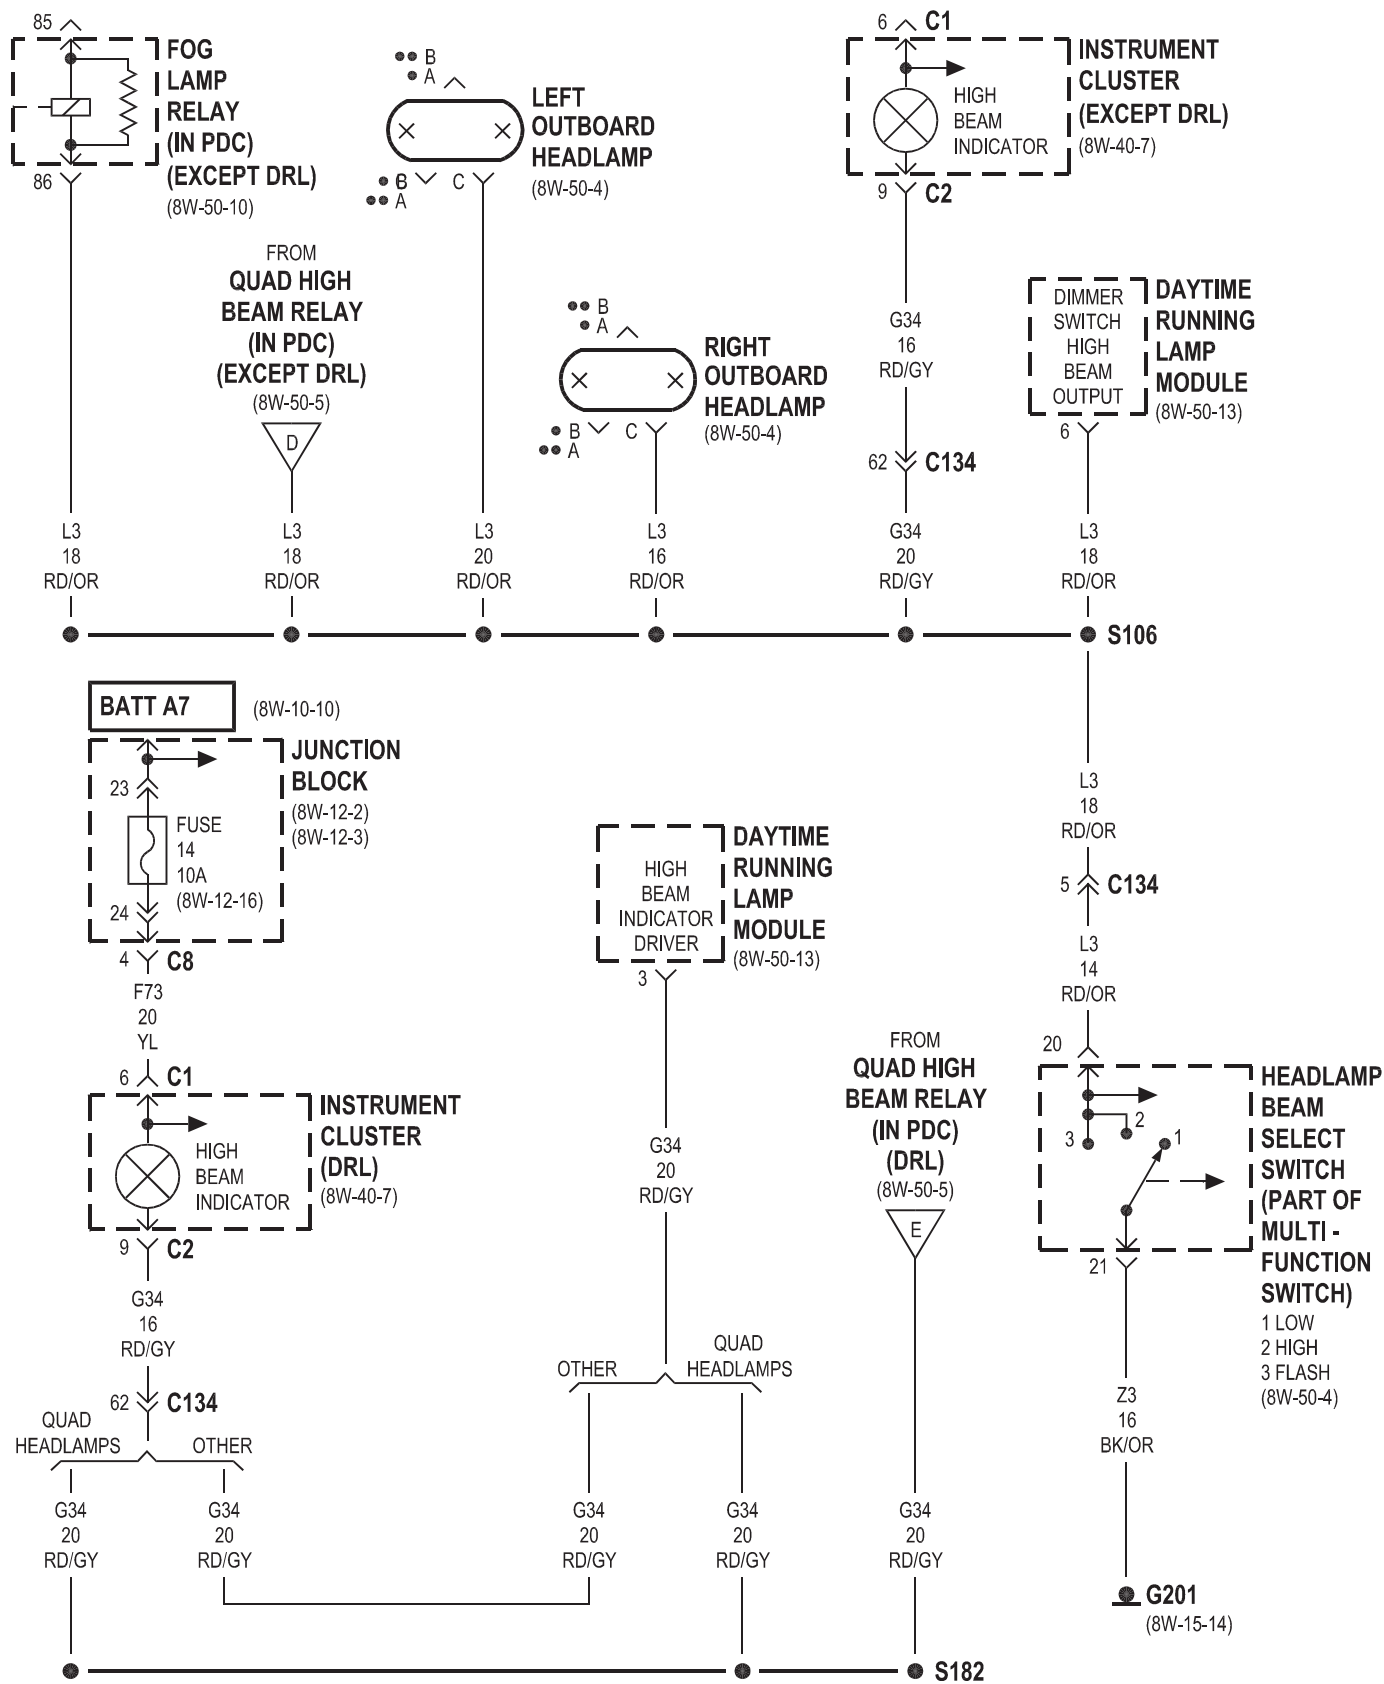 85
FOG
LAMP
RELAY
(IN PDC)
(EXCEPT DRL)
(8W-50-10)
86
B
A
LEFT
OUTBOARD
HEADLAMP
(8W-50-4)
B
A
C
6
C1
INSTRUMENT
CLUSTER
(EXCEPT DRL)
(8W-40-7)
HIGH
BEAM
INDICATOR
9
C2
FROM
QUAD HIGH
BEAM RELAY
(IN PDC)
(EXCEPT DRL)
(8W-50-5)
D
B
A
RIGHT
OUTBOARD
HEADLAMP
(8W-50-4)
B
A
C
G34
16
RD/GY
62
C134
DIMMER
SWITCH
HIGH
BEAM
OUTPUT
DAYTIME
RUNNING
LAMP
MODULE
(8W-50-13)
6
L3
18
RD/OR
L3
18
RD/OR
L3
20
RD/OR
L3
16
RD/OR
G34
20
RD/GY
L3
18
RD/OR
S106
BATT A7
(8W-10-10)
JUNCTION
BLOCK
(8W-12-2)
(8W-12-3)
23
FUSE
14
10A
(8W-12-16)
24
4
C8
F73
20
YL
6
C1
INSTRUMENT
CLUSTER
(DRL)
(8W-40-7)
HIGH
BEAM
INDICATOR
9
C2
G34
16
RD/GY
62
C134
QUAD
HEADLAMPS
OTHER
HIGH
BEAM
INDICATOR
DRIVER
DAYTIME
RUNNING
LAMP
MODULE
(8W-50-13)
3
G34
20
RD/GY
OTHER
QUAD
HEADLAMPS
FROM
QUAD HIGH
BEAM RELAY
(IN PDC)
(DRL)
(8W-50-5)
E
L3
18
RD/OR
5
C134
L3
14
RD/OR
20
3
2
1
HEADLAMP
BEAM
SELECT
SWITCH
(PART OF
MULTI -
FUNCTION
SWITCH)
1 LOW
2 HIGH
3 FLASH
(8W-50-4)
21
Z3
16
BK/OR
G201
(8W-15-14)
G34
20
RD/GY
G34
20
RD/GY
G34
20
RD/GY
G34
20
RD/GY
G34
20
RD/GY
S182